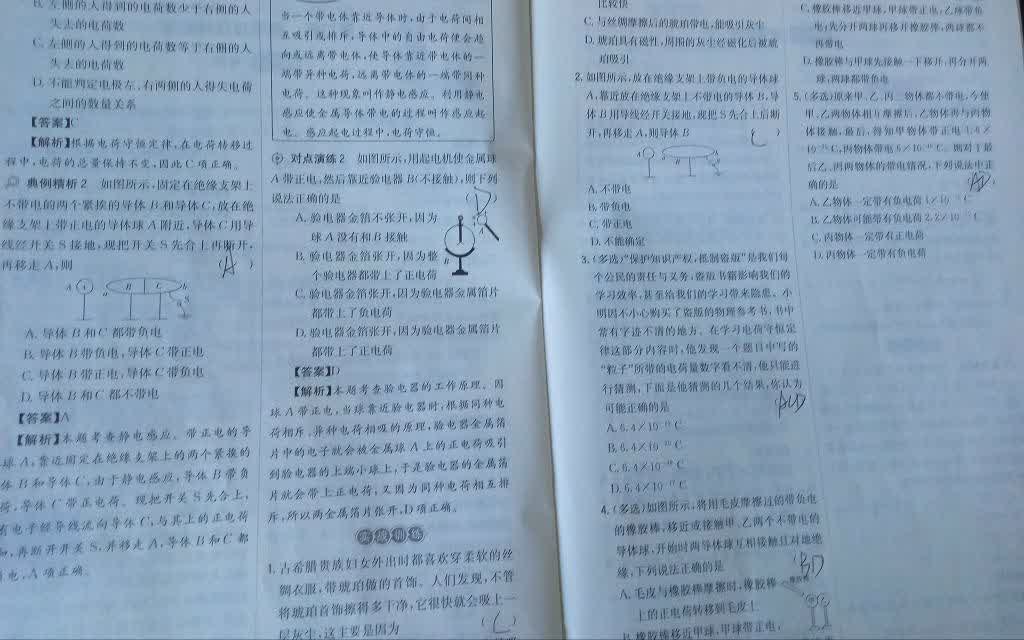 B. 左侧的人得到的电荷数少于右侧的人
失去的电荷数
C. 左侧的人得到的电荷数等于右侧的人
失去的电荷数
D. 不能判定电极左、右两侧的人得失电荷
之间的数量关系
【答案】C
【解析】根据电荷守恒定律,在电荷转移过
程中,电荷的总量保持不变,因此C项正确。
典例精析2 如图所示,固定在绝缘支架上
不带电的两个紧挨的导体B和导体C,放在绝
缘支架上带正电的导体球A附近,导体C用导
线经开关S接地,现把开关S先合上再断开,
再移走A,则 (A)
A B C b
a S
A. 导体B和C都带负电
B. 导体B带负电,导体C带正电
C. 导体B带正电,导体C带负电
D. 导体B和C都不带电
【答案】A
【解析】本题考查静电感应。带正电的导
球A,靠近固定在绝缘支架上的两个紧挨的
体B和导体C,由于静电感应,导体B带负
荷,导体C带正电荷。现把开关S先合上,
有电子经导线流向导体C,与其上的正电荷
和,再断开开关S,并移走A,导体B和C都
电,A项正确。
当一个带电体靠近导体时,由于电荷间相
互吸引或排斥,导体中的自由电荷便会趋
向或远离带电体,使导体靠近带电体的一
端带异种电荷,远离带电体的一端带同种
电荷。这种现象叫作静电感应。利用静电
感应使金属导体带电的过程叫作感应起
电。感应起电过程中,电荷守恒。
对点演练2 如图所示,用起电机使金属球
A带正电,然后靠近验电器B(不接触),则下列
说法正确的是 (D)
A. 验电器金箔不张开,因为
球A没有和B接触
B. 验电器金箔张开,因为整
个验电器都带上了正电荷
B
C. 验电器金箔张开,因为验电器金属箔片
都带上了负电荷
D. 验电器金箔张开,因为验电器金属箔片
都带上了正电荷
【答案】D
【解析】本题考查验电器的工作原理。因
球A带正电,当球靠近验电器时,根据同种电
荷相斥、异种电荷相吸的原理,验电器金属箔
片中的电子就会被金属球A上的正电荷吸引
到验电器的上端小球上,于是验电器的金属箔
片就会带上正电荷,又因为同种电荷相互排
斥,所以两金属箔片张开,D项正确。
实战训练
1. 古希腊贵族妇女外出时都喜欢穿柔软的丝
绸衣服,带琥珀做的首饰。人们发现,不管
将琥珀首饰擦得多干净,它很快就会吸上一
层灰尘,这主要是因为 (C)
比较快
C. 与丝绸摩擦后的琥珀带电,能吸引灰尘
D. 琥珀具有磁性,周围的灰尘经磁化后被琥
珀吸引
2. 如图所示,放在绝缘支架上带负电的导体球
A,靠近放在绝缘支架上不带电的导体B,导
体B用导线经开关接地,现把S先合上后断
开,再移走A,则导体B (C)
A. 不带电
B. 带负电
C. 带正电
D. 不能确定
3. (多选)“保护知识产权,抵制盗版”是我们每
个公民的责任与义务,盗版书籍影响我们的
学习效率,甚至给我们的学习带来隐患。小
明因不小心购买了盗版的物理参考书,书中
常有字迹不清的地方。在学习电荷守恒定
律这部分内容时,他发现一个题目中写的
“粒子”所带的电荷量数字看不清,他只能进
行猜测,下面是他猜测的几个结果,你认为
可能正确的是
A. 6.4×10 C
B. 6.4×10 C
C. 6.4×10 C
D. 6.4×10 C
4. (多选)如图所示,将用毛皮摩擦过的带负电
的橡胶棒,移近或接触甲、乙两个不带电的
导体球,开始时两导体球互相接触且对地绝
缘,下列说法正确的是 BD
A. 毛皮与橡胶棒摩擦时,橡胶棒
上的正电荷转移到毛皮上
B. 橡胶棒移近甲球,甲球带正电,
C. 橡胶棒移近甲球,甲球带正电,乙球带负
电;先分开两球再移开橡胶棒,两球都不
再带电
D. 橡胶棒与甲球先接触一下移开,再分开两
球,两球都带负电
5. (多选)原来甲、乙、丙三物体都不带电,今使
甲、乙两物体相互摩擦后,乙物体再与丙物
体接触,最后,得知甲物体带正电1.4×
10 C,丙物体带电8×10 C。则对于最
后乙、丙两物体的带电情况,下列说法中正
确的是 (AD)
A. 乙物体一定带有负电荷
B. 乙物体可能带有负电荷
C. 丙物体一定带有正电荷
D. 丙物体一定带有负电荷